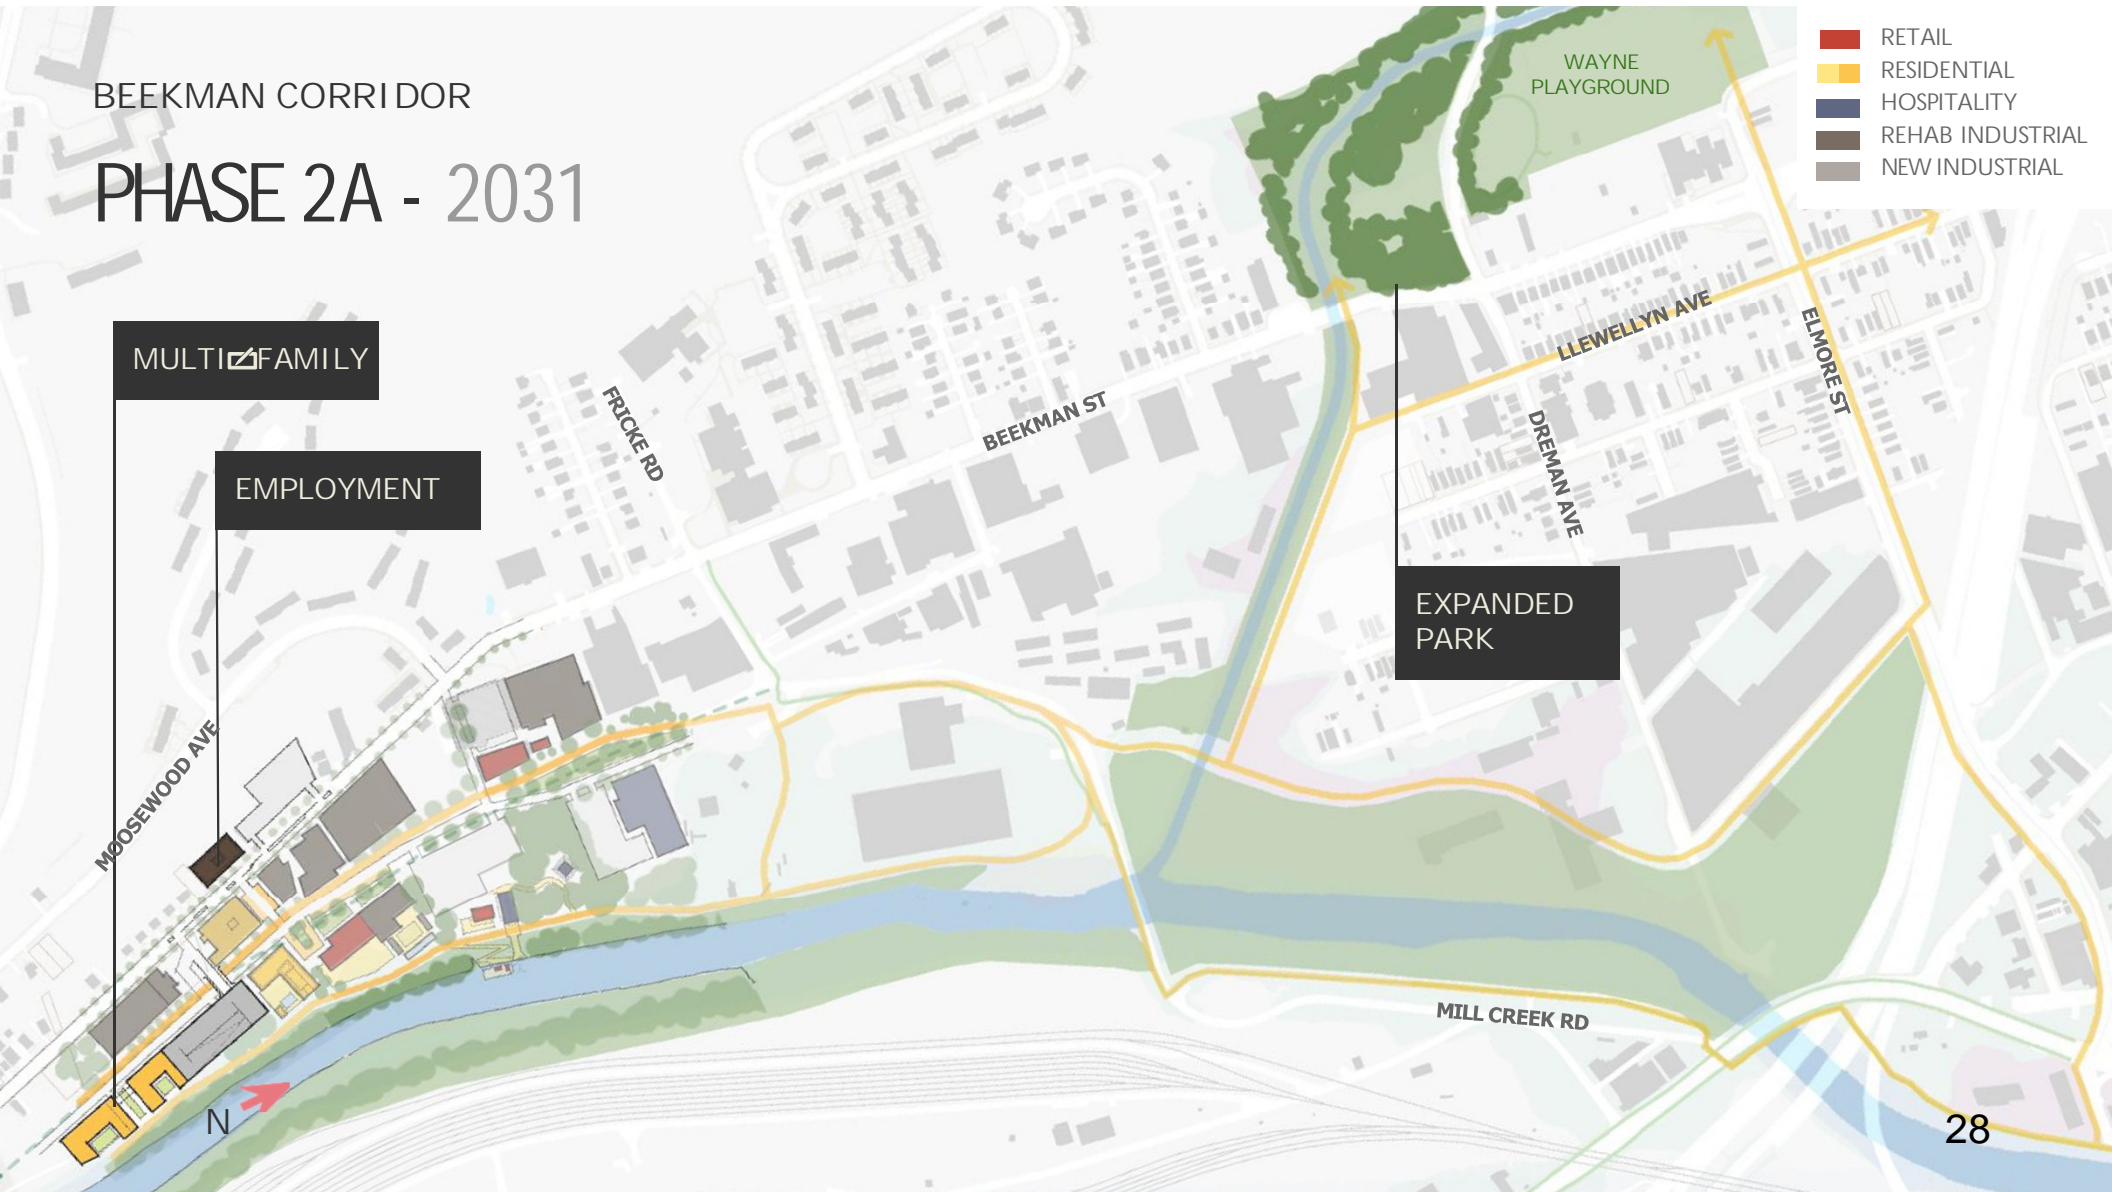 BEEKMAN CORRIDOR
PHASE 2A - 2031
WAYNE
PLAYGROUND
RETAIL
RESIDENTIAL
HOSPITALITY
REHAB INDUSTRIAL
NEW INDUSTRIAL
MULTI FAMILY
EMPLOYMENT
FRICKE RD
BEEKMAN ST
LLEWELLYN AVE
ELMORE ST
DREMAN AVE
EXPANDED
PARK
MOOSEWOOD AVE
MILL CREEK RD
N
28